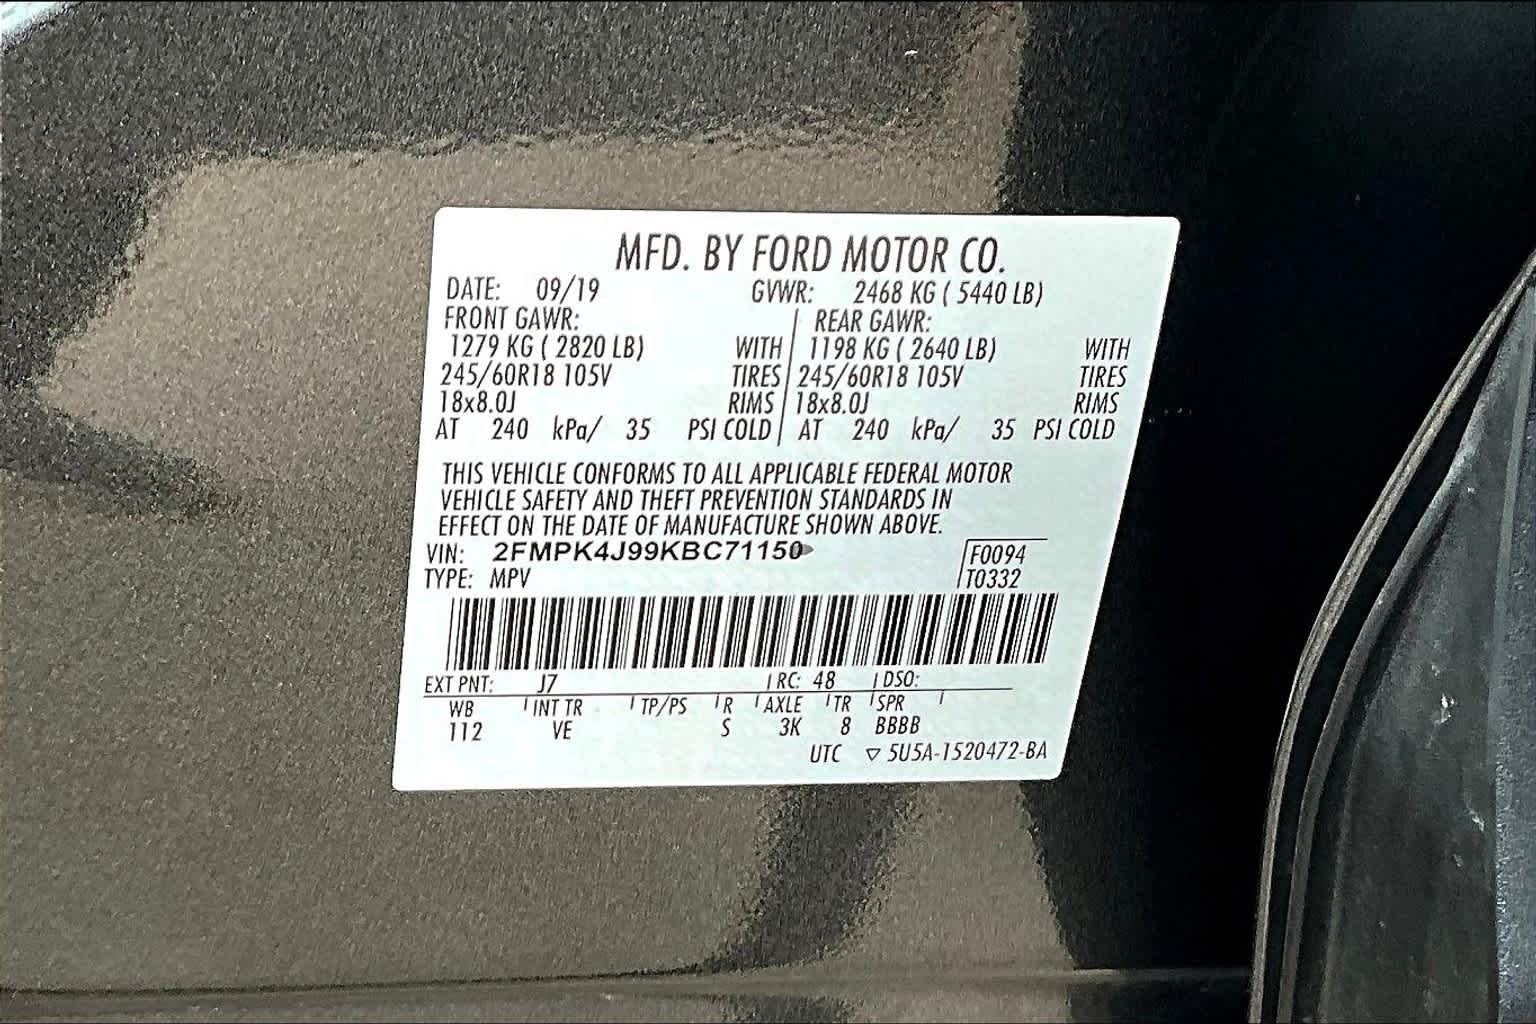 MFD. BY FORD MOTOR CO.
DATE: 09/19 GVWR: 2468 KG ( 5440 LB)
FRONT GAWR: REAR GAWR:
1279 KG ( 2820 LB) WITH 1198 KG ( 2640 LB) WITH
245/60R18 105V TIRES 245/60R18 105V TIRES
18x8.0J RIMS 18x8.0J RIMS
AT 240 kPa/ 35 PSI COLD AT 240 kPa/ 35 PSI COLD
THIS VEHICLE CONFORMS TO ALL APPLICABLE FEDERAL MOTOR
VEHICLE SAFETY AND THEFT PREVENTION STANDARDS IN
EFFECT ON THE DATE OF MANUFACTURE SHOWN ABOVE.
VIN: 2FMPK4J99KBC71150 F0094
TYPE: MPV T0332
EXT PNT: J7 RC: 48 DSO:
WB INT TR TP/PS R AXLE TR SPR
112 VE S 3K 8 BBBB
UTC ▽ 5U5A-1520472-BA